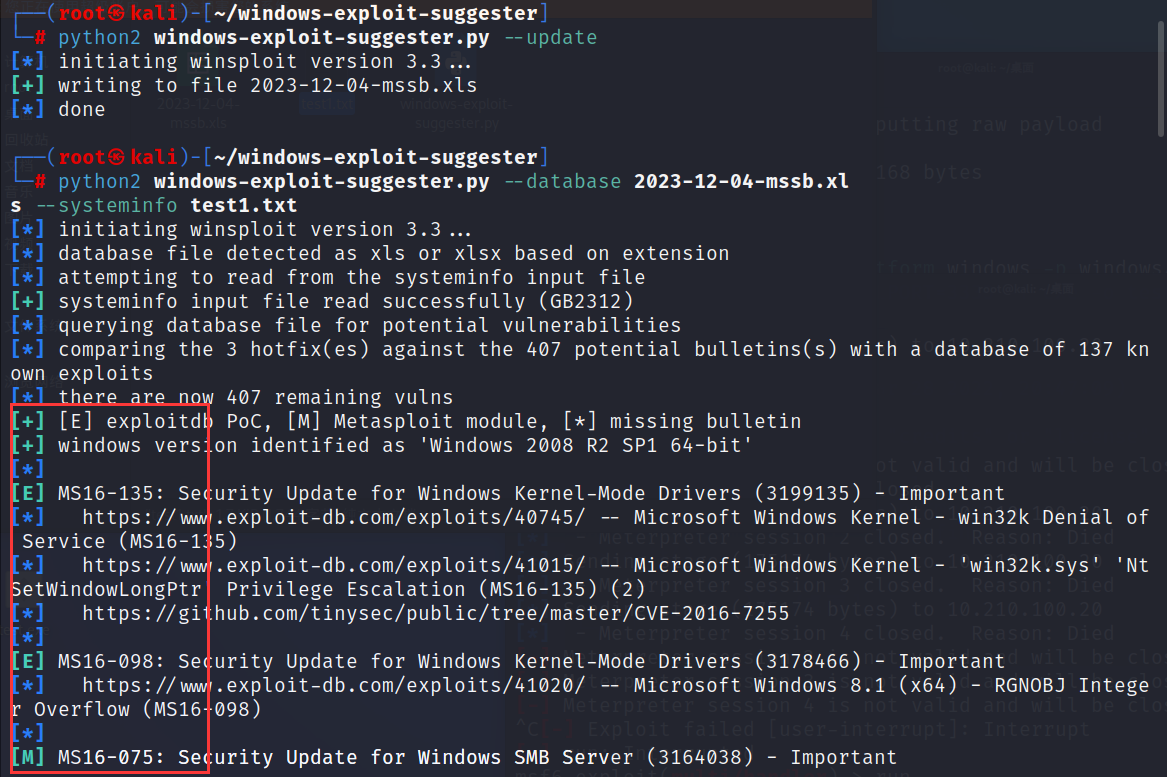 ┌──(root㉿kali)-[~/windows-exploit-suggester]
└─# python2 windows-exploit-suggester.py --update
[*] initiating winsploit version 3.3...
[+] writing to file 2023-12-04-mssb.xls
[*] done
┌──(root㉿kali)-[~/windows-exploit-suggester]
└─# python2 windows-exploit-suggester.py --database 2023-12-04-mssb.xl
s --systeminfo test1.txt
[*] initiating winsploit version 3.3...
[*] database file detected as xls or xlsx based on extension
[*] attempting to read from the systeminfo input file
[+] systeminfo input file read successfully (GB2312)
[*] querying database file for potential vulnerabilities
[*] comparing the 3 hotfix(es) against the 407 potential bulletins(s) with a database of 137 kn
own exploits
[*] there are now 407 remaining vulns
[+] [E] exploitdb PoC, [M] Metasploit module, [*] missing bulletin
[+] windows version identified as 'Windows 2008 R2 SP1 64-bit'
[*]
[E] MS16-135: Security Update for Windows Kernel-Mode Drivers (3199135) - Important
[*]   https://www.exploit-db.com/exploits/40745/ -- Microsoft Windows Kernel - win32k Denial of
 Service (MS16-135)
[*]   https://www.exploit-db.com/exploits/41015/ -- Microsoft Windows Kernel - 'win32k.sys' 'Nt
SetWindowLongPtr' Privilege Escalation (MS16-135) (2)
[*]   https://github.com/tinysec/public/tree/master/CVE-2016-7255
[*]
[E] MS16-098: Security Update for Windows Kernel-Mode Drivers (3178466) - Important
[*]   https://www.exploit-db.com/exploits/41020/ -- Microsoft Windows 8.1 (x64) - RGNOBJ Intege
r Overflow (MS16-098)
[*]
[M] MS16-075: Security Update for Windows SMB Server (3164038) - Important